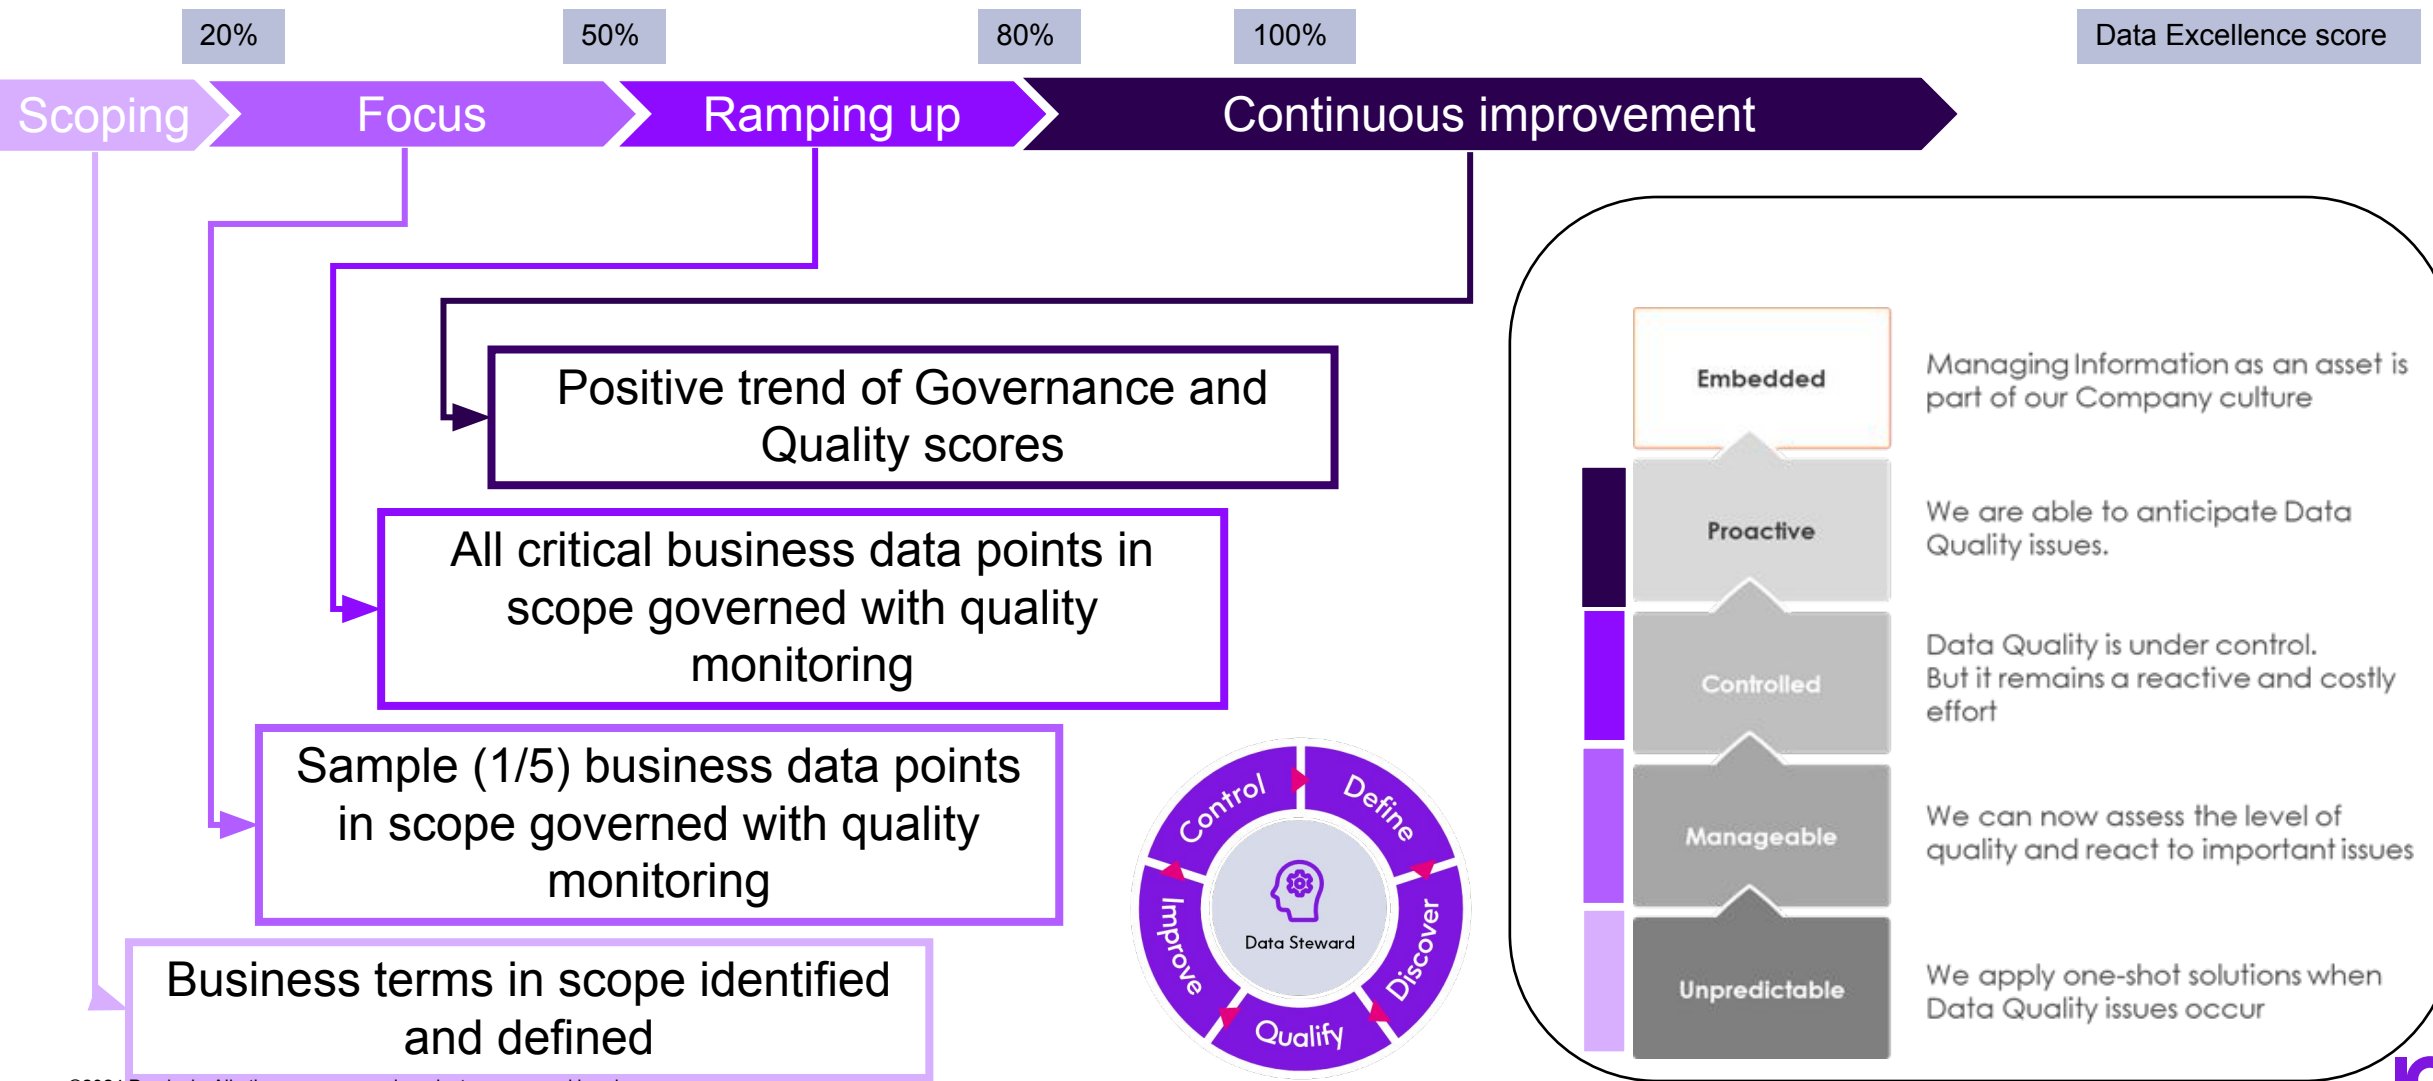 20%
50%
80%
100%
Data Excellence score
Scoping
Focus
Ramping up
Continuous improvement
Positive trend of Governance and
Quality scores
All critical business data points in
scope governed with quality
monitoring
Sample (1/5) business data points
in scope governed with quality
monitoring
Business terms in scope identified
and defined
Control
Define
Discover
Qualify
Improve
Data Steward
Embedded
Managing Information as an asset is
part of our Company culture
Proactive
We are able to anticipate Data
Quality issues.
Controlled
Data Quality is under control.
But it remains a reactive and costly
effort
Manageable
We can now assess the level of
quality and react to important issues
Unpredictable
We apply one-shot solutions when
Data Quality issues occur